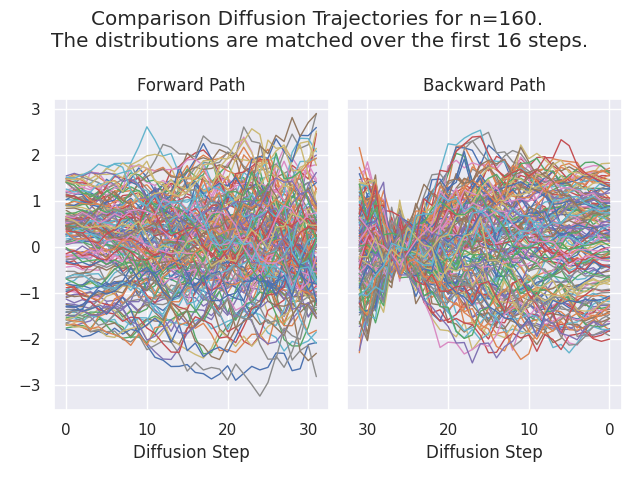 Comparison Diffusion Trajectories for n=160.
The distributions are matched over the first 16 steps.
Forward Path
Backward Path
3
2
1
0
−1
−2
−3
0 10 20 30
30 20 10 0
Diffusion Step
Diffusion Step